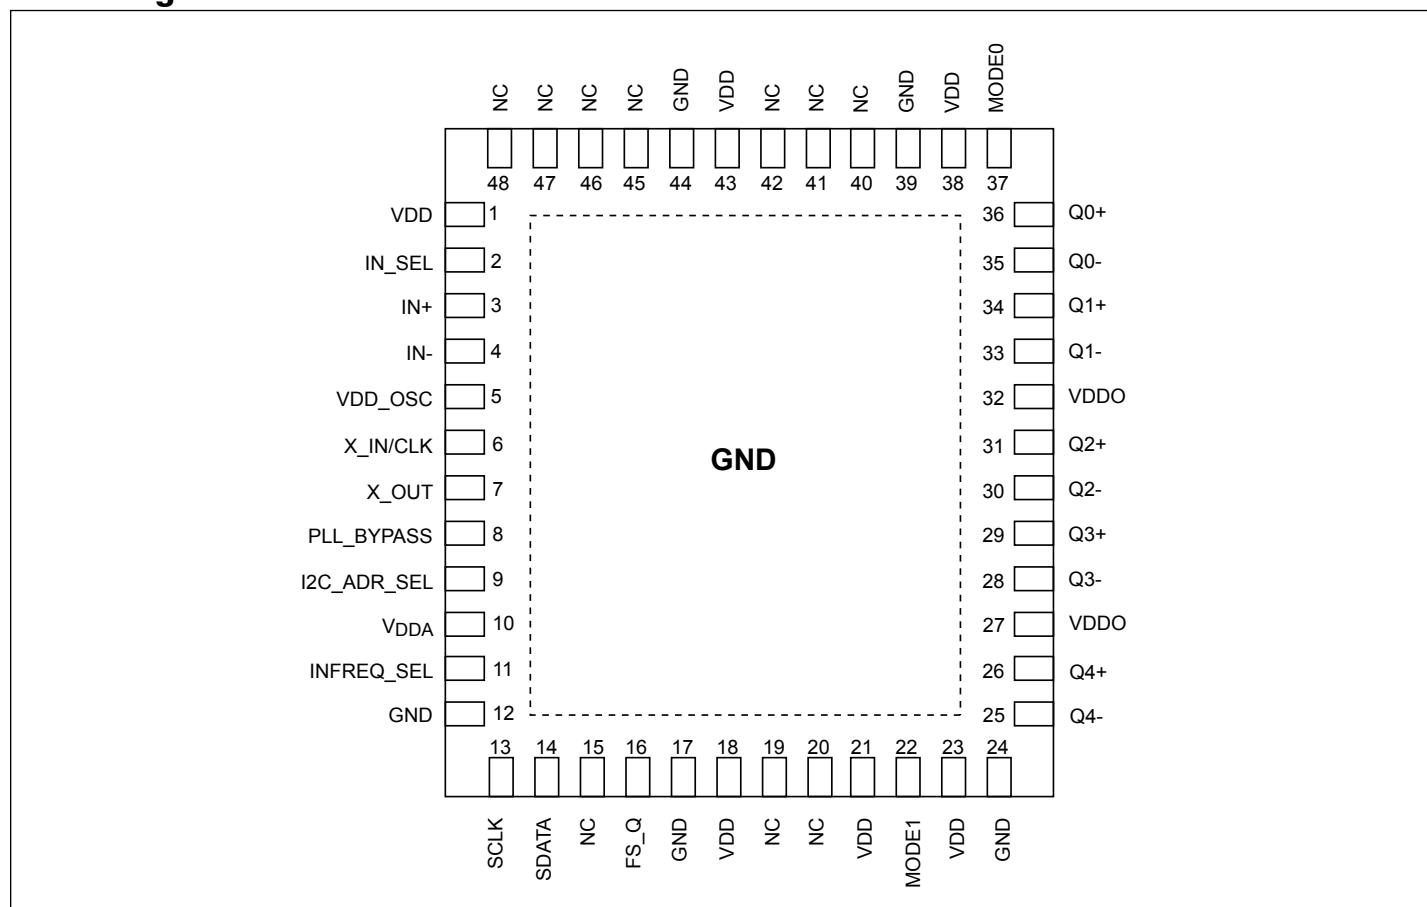 NC NC NC NC GND VDD NC NC NC GND VDD MODE0
48 47 46 45 44 43 42 41 40 39 38 37
VDD 1 36 Q0+
IN_SEL 2 35 Q0-
IN+ 3 34 Q1+
IN- 4 33 Q1-
VDD_OSC 5 32 VDDO
X_IN/CLK 6 31 Q2+
GND
X_OUT 7 30 Q2-
PLL_BYPASS 8 29 Q3+
I2C_ADR_SEL 9 28 Q3-
VDDA 10 27 VDDO
INFREQ_SEL 11 26 Q4+
GND 12 25 Q4-
13 14 15 16 17 18 19 20 21 22 23 24
SCLK SDATA NC FS_Q GND VDD NC NC VDD MODE1 VDD GND